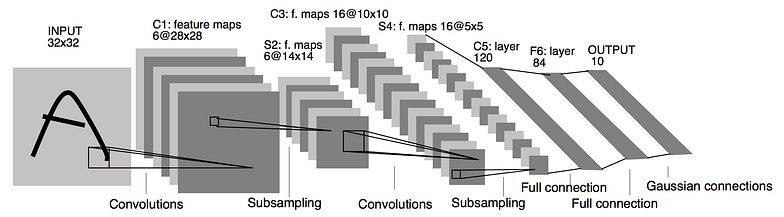 INPUT
32x32
C1: feature maps
6@28x28
S2: f. maps
6@14x14
C3: f. maps 16@10x10
S4: f. maps 16@5x5
C5: layer
120
F6: layer
84
OUTPUT
10
Convolutions
Subsampling
Convolutions
Subsampling
Full connection
Full connection
Gaussian connections
A